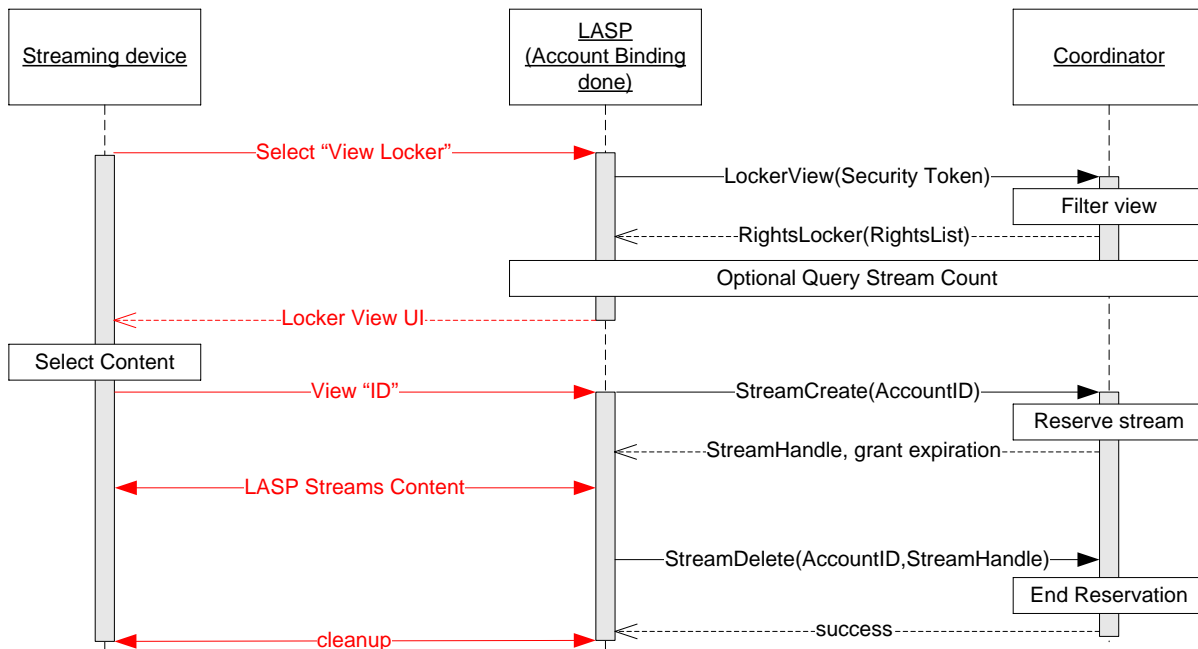 Streaming device
LASP
(Account Binding
done)
Coordinator
Select “View Locker”
LockerView(Security Token)
Filter view
RightsLocker(RightsList)
Optional Query Stream Count
Locker View UI
Select Content
View “ID”
StreamCreate(AccountID)
Reserve stream
StreamHandle, grant expiration
LASP Streams Content
StreamDelete(AccountID,StreamHandle)
End Reservation
success
cleanup